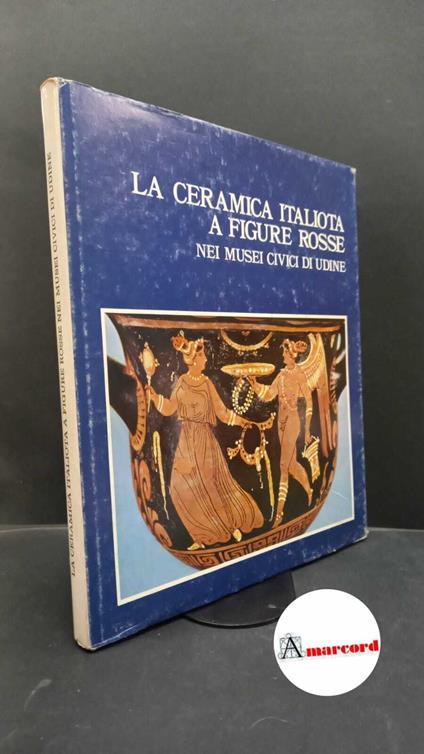 LA CERAMICA ITALIOTA
A FIGURE ROSSE
NEI MUSEI CIVICI DI UDINE
LA CERAMICA ITALIOTA A FIGURE ROSSE NEI MUSEI CIVICI DI UDINE
Amarcord